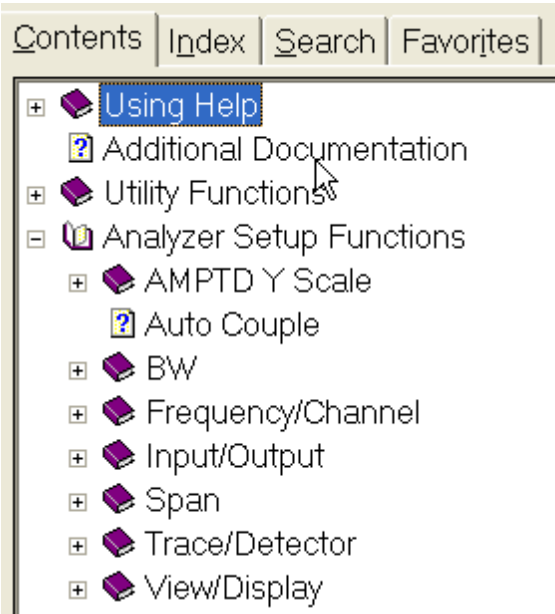 Contents Index Search Favorites
Using Help
Additional Documentation
Utility Functions
Analyzer Setup Functions
AMPTD Y Scale
Auto Couple
BW
Frequency/Channel
Input/Output
Span
Trace/Detector
View/Display